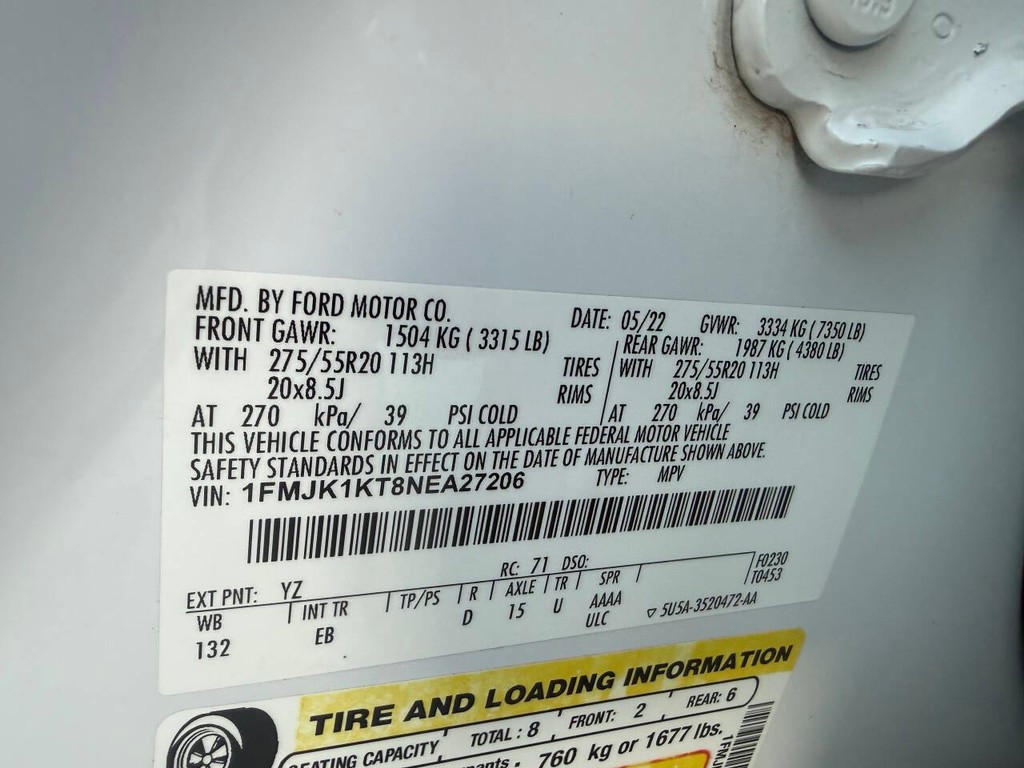 MFD. BY FORD MOTOR CO.
DATE: 05/22 GVWR: 3334 KG ( 7350 LB)
FRONT GAWR: 1504 KG ( 3315 LB)
REAR GAWR: 1987 KG ( 4380 LB)
WITH 275/55R20 113H TIRES
WITH 275/55R20 113H TIRES
20x8.5J RIMS
20x8.5J RIMS
AT 270 kPa/ 39 PSI COLD
AT 270 kPa/ 39 PSI COLD
THIS VEHICLE CONFORMS TO ALL APPLICABLE FEDERAL MOTOR VEHICLE
SAFETY STANDARDS IN EFFECT ON THE DATE OF MANUFACTURE SHOWN ABOVE.
VIN: 1FMJK1KT8NEA27206 TYPE: MPV
EXT PNT: YZ RC: 71 DSO: F0230
WB INT TR TP/PS R AXLE TR SPR T0453
132 EB D 15 U AAAA
ULC ▽ 5U5A-3520472-AA
TIRE AND LOADING INFORMATION
SEATING CAPACITY TOTAL : 8 FRONT: 2 REAR: 6
760 kg or 1677 lbs.